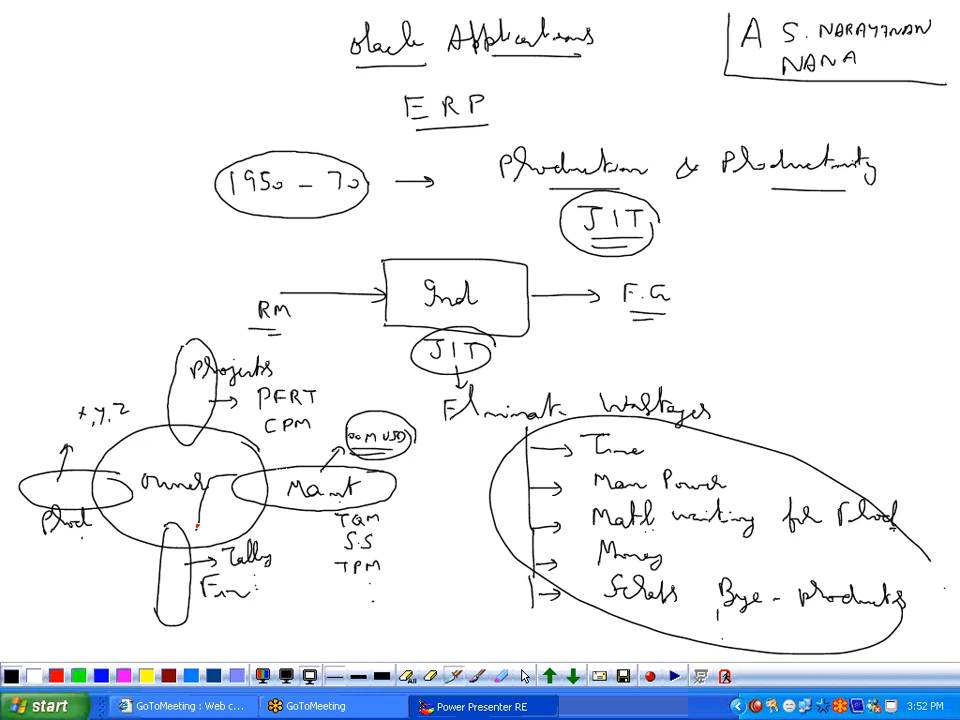 Oracle Applications
A S. NARAYANAN
NANA
ERP
1950 - 70 → Production & Productivity
JIT
RM → Ind → F.G
JIT
Eliminate Wastages
Time
Man Power
Matl waiting for Prod
Money
Scraps Bye - products
Projects
PERT
CPM
x, y, z
Owner
Prod
Maint
00 M USD
TQM
S.S
TPM
Tally
Fin
start
GoToMeeting : Web c...
GoToMeeting
Power Presenter RE
3:52 PM